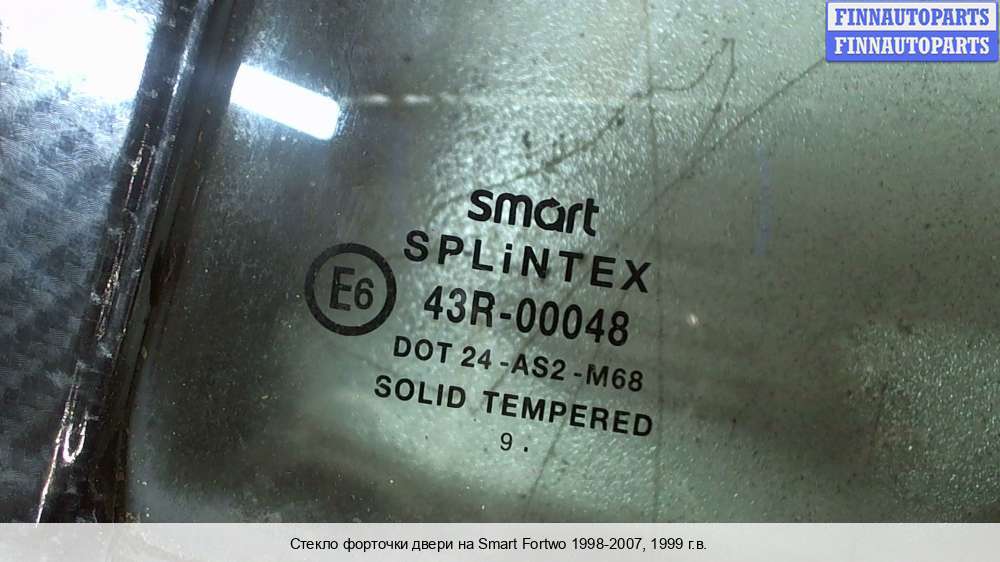 FINNAUTOPARTS
FINNAUTOPARTS
smart
SPLiNTEX
E6
43R-00048
DOT 24-AS2-M68
SOLID TEMPERED
9 .
Стекло форточки двери на Smart Fortwo 1998-2007, 1999 г.в.